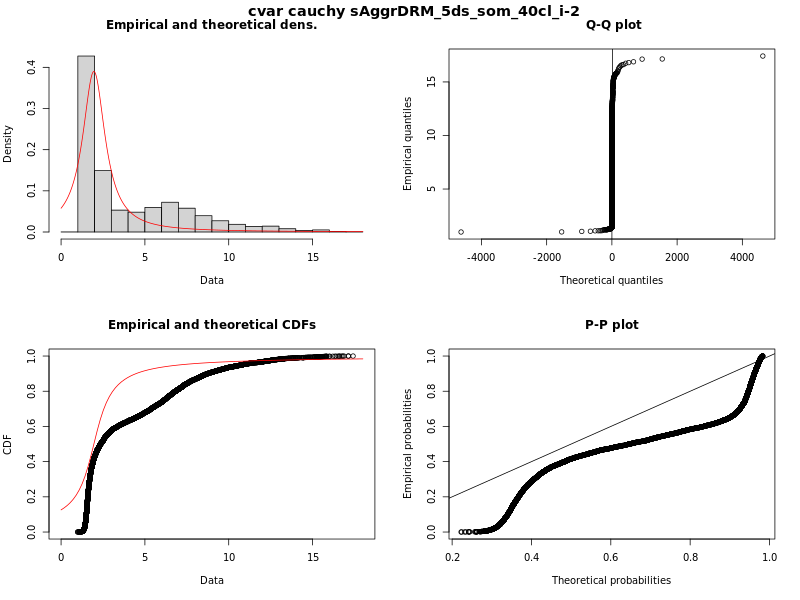 cvar cauchy sAggrDRM_5ds_som_40cl_i-2
Empirical and theoretical dens.
Density
0.0 0.1 0.2 0.3 0.4
0 5 10 15
Data
Q-Q plot
Empirical quantiles
5 10 15
-4000 -2000 0 2000 4000
Theoretical quantiles
Empirical and theoretical CDFs
CDF
0.0 0.2 0.4 0.6 0.8 1.0
0 5 10 15
Data
P-P plot
Empirical probabilities
0.0 0.2 0.4 0.6 0.8 1.0
0.2 0.4 0.6 0.8 1.0
Theoretical probabilities